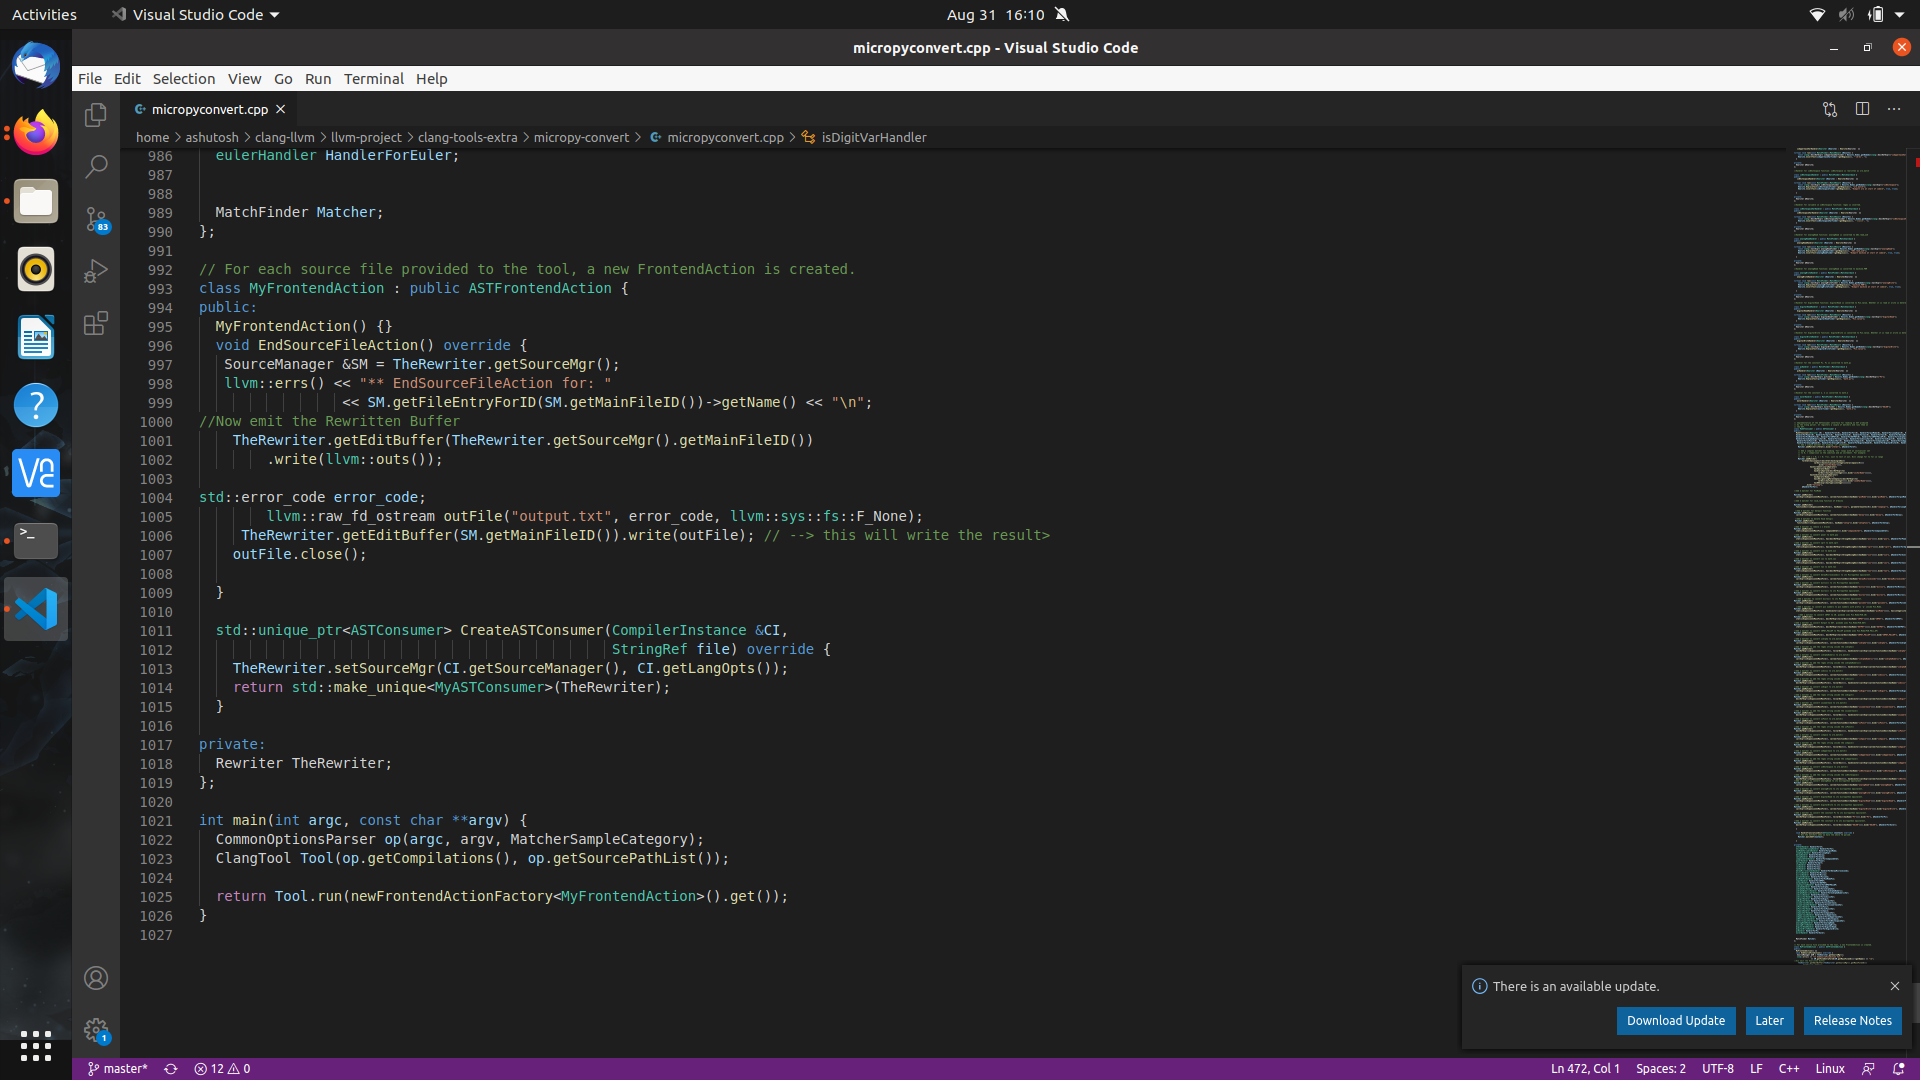 Activities
Visual Studio Code
Aug 31 16:10
micropyconvert.cpp - Visual Studio Code
File Edit Selection View Go Run Terminal Help
micropyconvert.cpp
home > ashutosh > clang-llvm > llvm-project > clang-tools-extra > micropy-convert > micropyconvert.cpp > isDigitVarHandler
986 eulerHandler HandlerForEuler;
987
988
989 MatchFinder Matcher;
990 };
991
992 // For each source file provided to the tool, a new FrontendAction is created.
993 class MyFrontendAction : public ASTFrontendAction {
994 public:
995 MyFrontendAction() {}
996 void EndSourceFileAction() override {
997 SourceManager &SM = TheRewriter.getSourceMgr();
998 llvm::errs() << "** EndSourceFileAction for: "
999 << SM.getFileEntryForID(SM.getMainFileID())->getName() << "\n";
1000 //Now emit the Rewritten Buffer
1001 TheRewriter.getEditBuffer(TheRewriter.getSourceMgr().getMainFileID())
1002 .write(llvm::outs());
1003
1004 std::error_code error_code;
1005 llvm::raw_fd_ostream outFile("output.txt", error_code, llvm::sys::fs::F_None);
1006 TheRewriter.getEditBuffer(SM.getMainFileID()).write(outFile); // --> this will write the result>
1007 outFile.close();
1008
1009 }
1010
1011 std::unique_ptr<ASTConsumer> CreateASTConsumer(CompilerInstance &CI,
1012 StringRef file) override {
1013 TheRewriter.setSourceMgr(CI.getSourceManager(), CI.getLangOpts());
1014 return std::make_unique<MyASTConsumer>(TheRewriter);
1015 }
1016
1017 private:
1018 Rewriter TheRewriter;
1019 };
1020
1021 int main(int argc, const char **argv) {
1022 CommonOptionsParser op(argc, argv, MatcherSampleCategory);
1023 ClangTool Tool(op.getCompilations(), op.getSourcePathList());
1024
1025 return Tool.run(newFrontendActionFactory<MyFrontendAction>().get());
1026 }
1027
83
1
There is an available update.
Download Update
Later
Release Notes
master*
12
0
Ln 472, Col 1
Spaces: 2
UTF-8
LF
C++
Linux